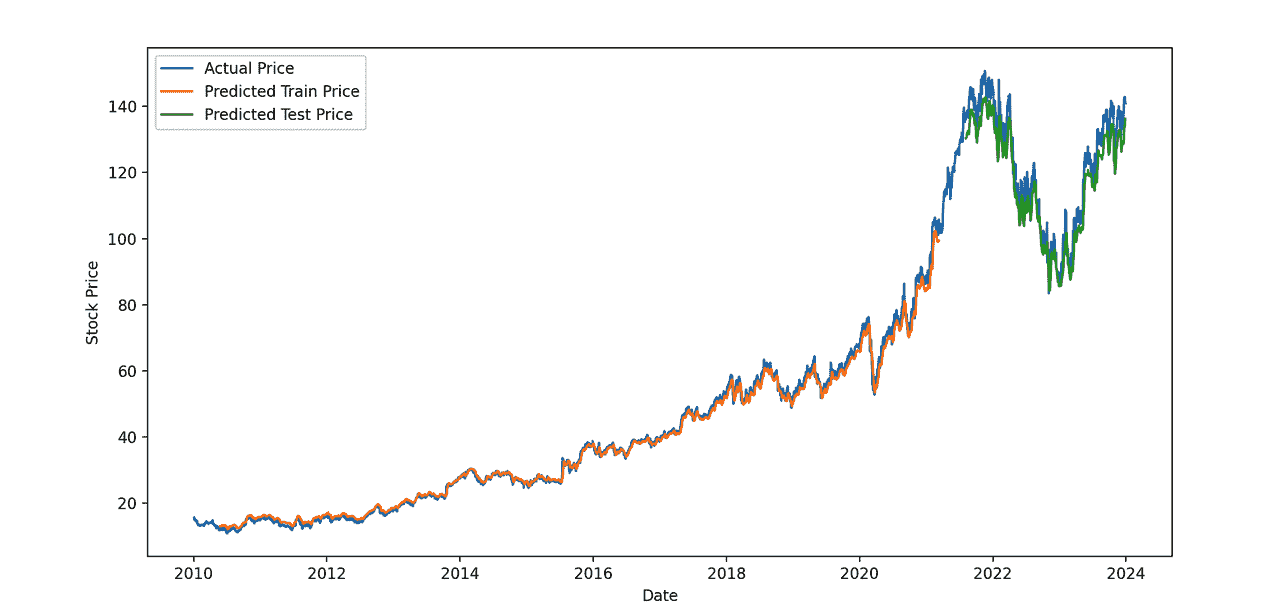 Actual Price
Predicted Train Price
Predicted Test Price
140
120
100
80
60
40
20
Stock Price
2010 2012 2014 2016 2018 2020 2022 2024
Date